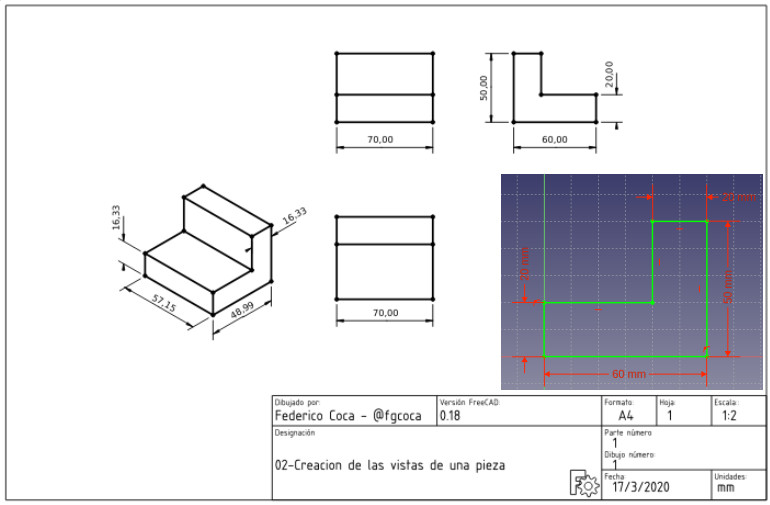 50,00
20,00
70,00
60,00
16,33
16,33
57,15
48,99
70,00
20 mm
20 mm
50 mm
60 mm
Dibujado por:
Federico Coca - @fgcoca
Versión FreeCAD:
0.18
Formato:
A4
Hoja:
1
Escala:
1:2
Designación
02-Creacion de las vistas de una pieza
Parte número
1
Dibujo número
1
Fecha:
17/3/2020
Unidades:
mm